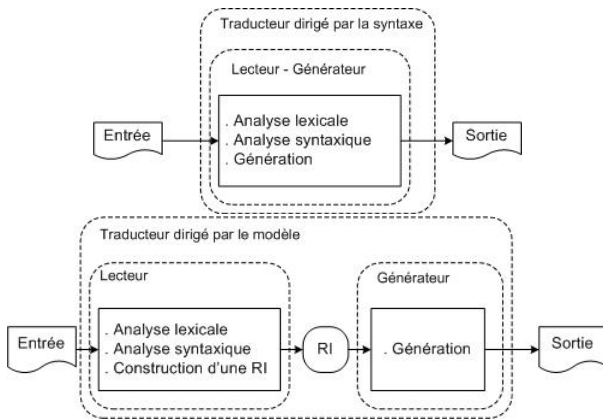 Traducteur dirigé par la syntaxe
Lecteur - Générateur
Entrée
. Analyse lexicale
. Analyse syntaxique
. Génération
Sortie
Traducteur dirigé par le modèle
Lecteur
Générateur
Entrée
. Analyse lexicale
. Analyse syntaxique
. Construction d'une RI
RI
. Génération
Sortie